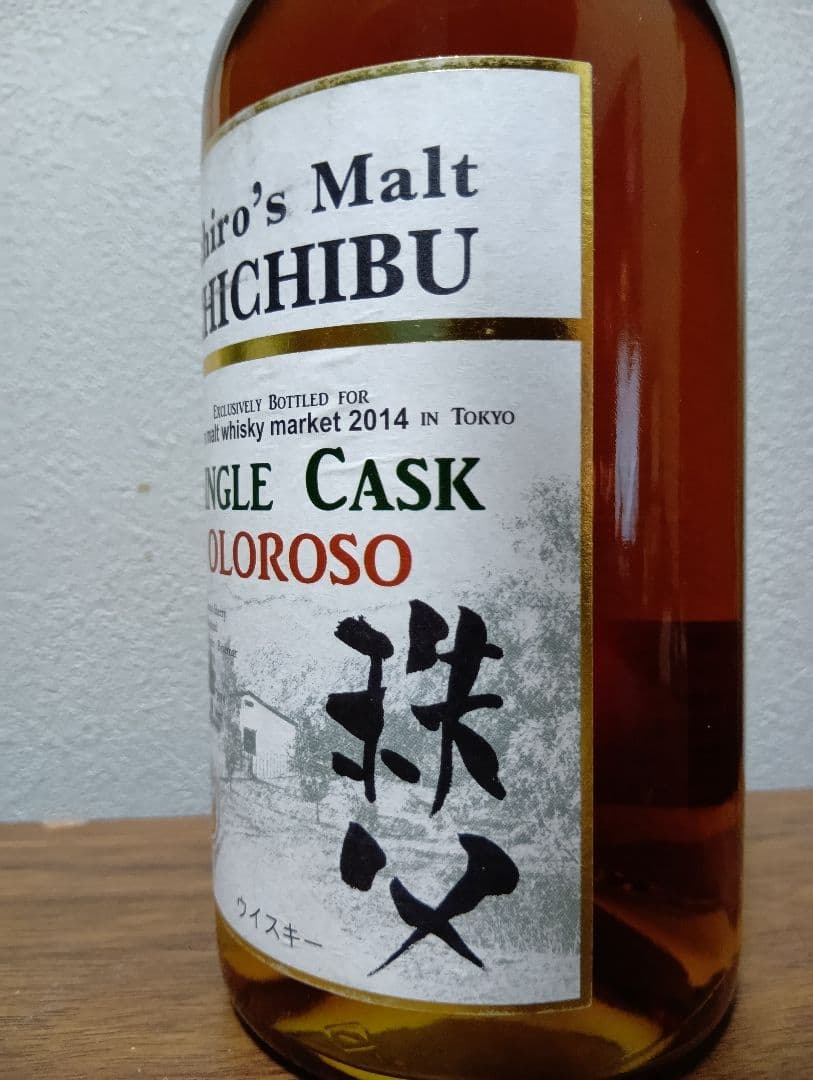 hiro's Malt
HICHIBU
EXCLUSIVELY BOTTLED FOR
malt whisky market 2014 IN TOKYO
NGLE CASK
OLOROSO
秩父
ウイスキー